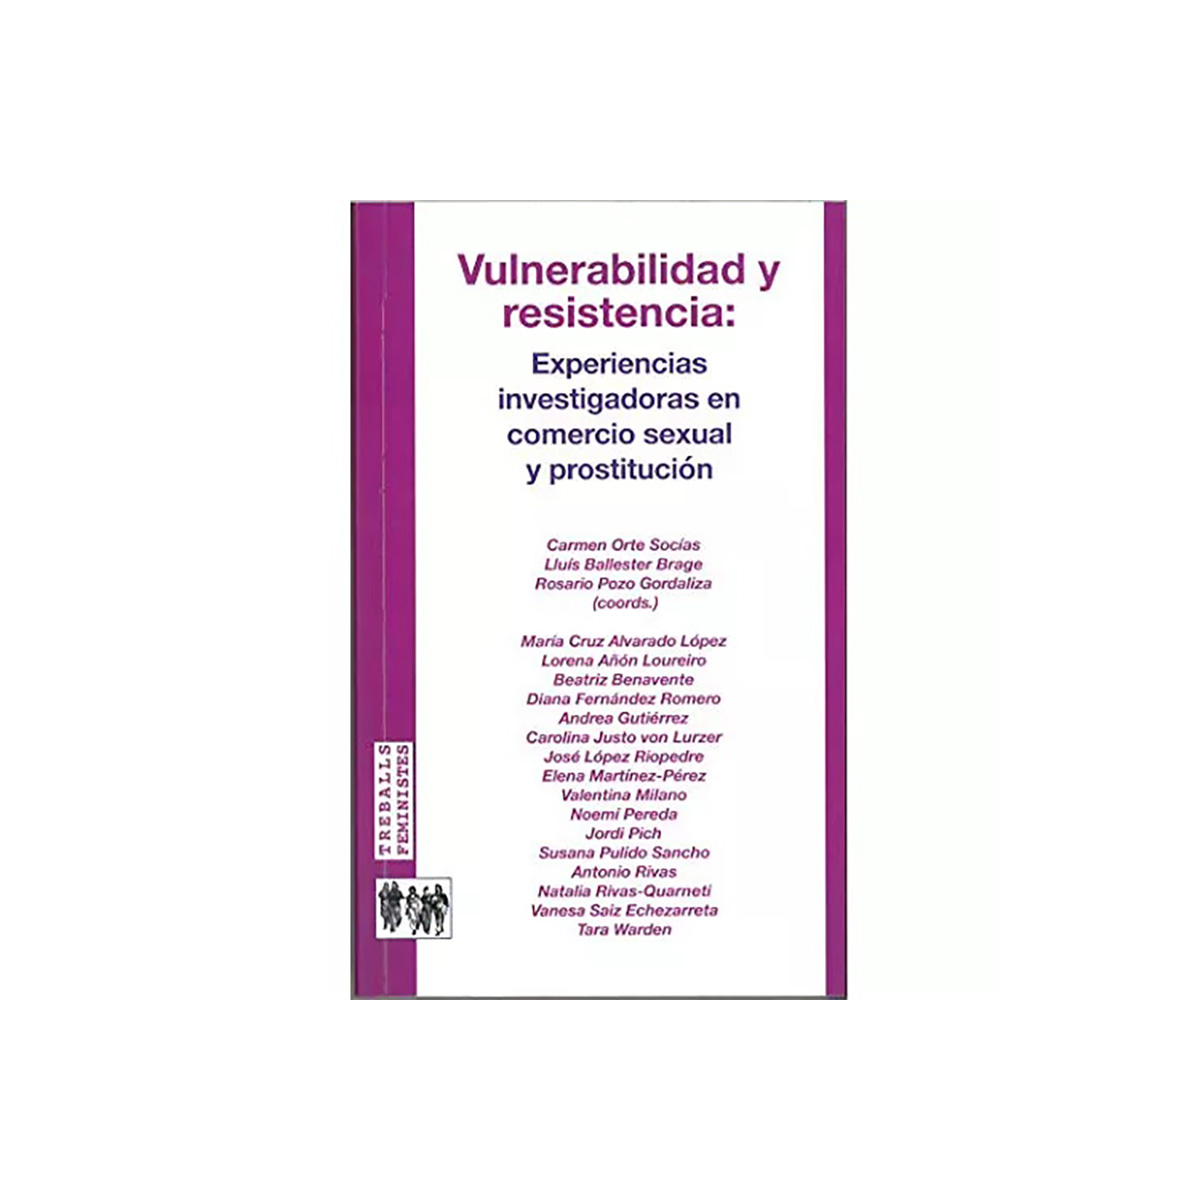 Vulnerabilidad y
resistencia:
Experiencias
investigadoras en
comercio sexual
y prostitución
Carmen Orte Socías
Lluís Ballester Brage
Rosario Pozo Gordaliza
(coords.)
María Cruz Alvarado López
Lorena Añón Loureiro
Beatriz Benavente
Diana Fernández Romero
Andrea Gutiérrez
Carolina Justo von Lurzer
José López Riopedre
Elena Martínez-Pérez
Valentina Milano
Noemí Pereda
Jordi Pich
Susana Pulido Sancho
Antonio Rivas
Natalia Rivas-Quarneti
Vanesa Saiz Echezarreta
Tara Warden
TREBALLS
FEMINISTES